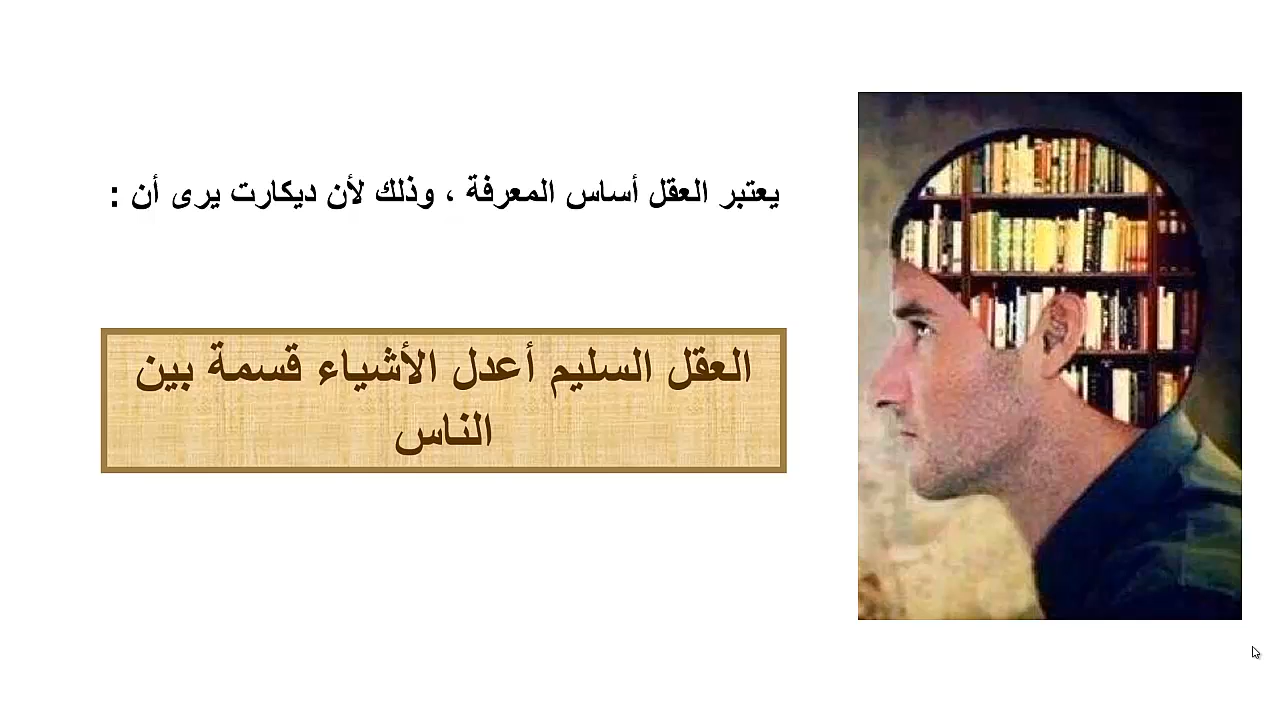 يعتبر العقل أساس المعرفة ، وذلك لأن ديكارت يرى أن :
العقل السليم أعدل الأشياء قسمة بين
الناس